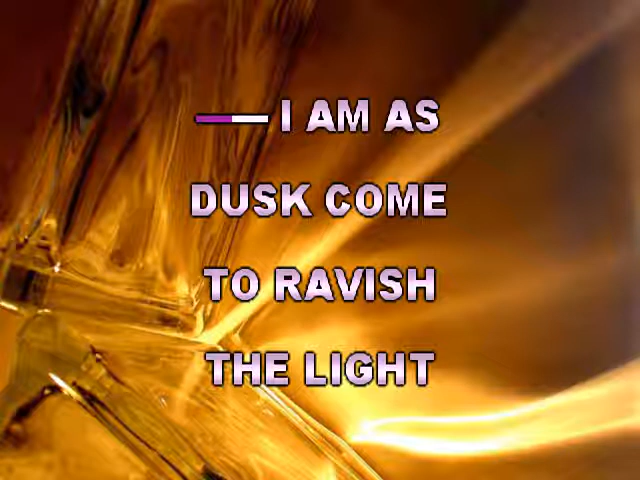 —— I AM AS
DUSK COME
TO RAVISH
THE LIGHT